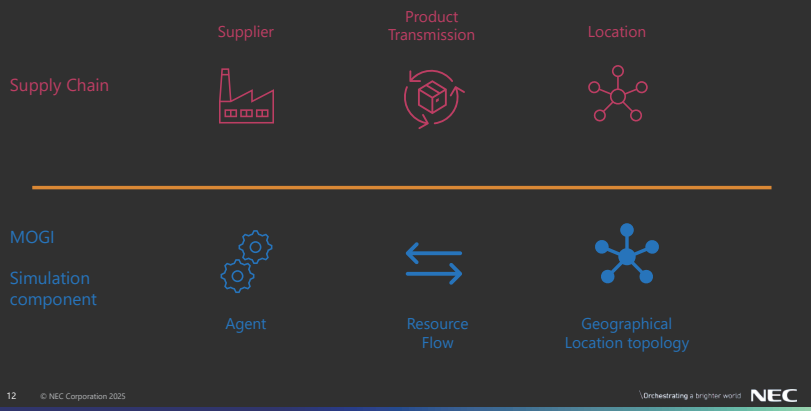 Supplier
Product
Transmission
Location
Supply Chain
MOGI
Simulation
component
Agent
Resource
Flow
Geographical
Location topology
12
© NEC Corporation 2025
\Orchestrating a brighter world
NEC